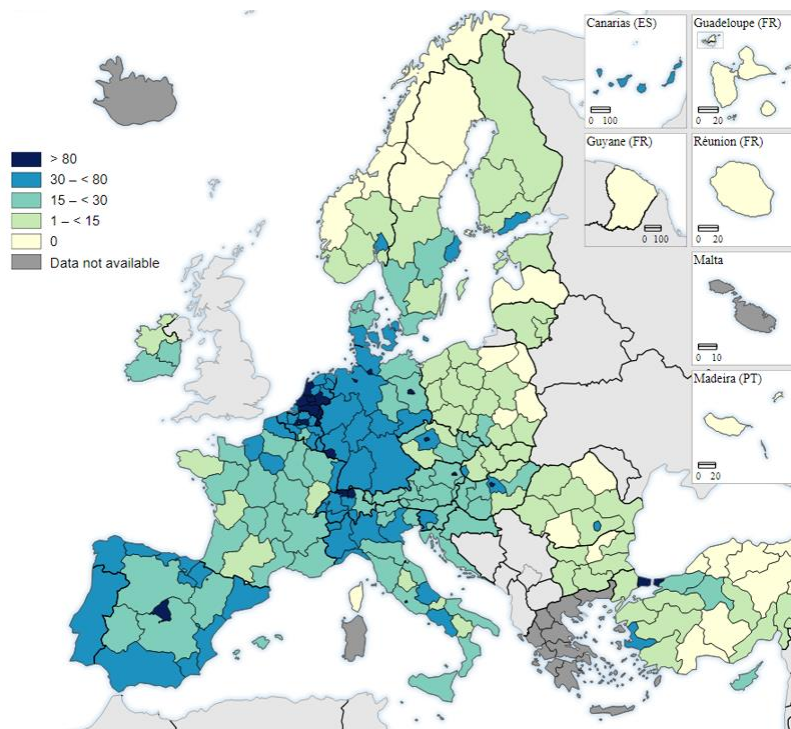 Canarias (ES)
0 100
Guadeloupe (FR)
0 20
Guyane (FR)
0 100
Réunion (FR)
0 20
Malta
0 10
Madeira (PT)
0 20
> 80
30 – < 80
15 – < 30
1 – < 15
0
Data not available